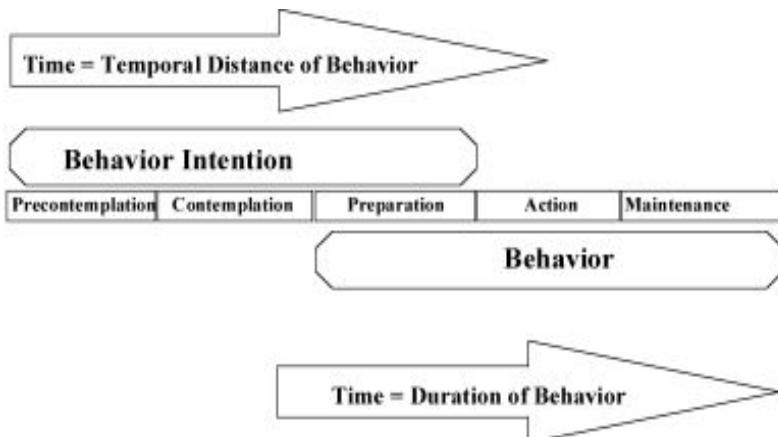 Time = Temporal Distance of Behavior
Behavior Intention
Precontemplation Contemplation Preparation Action Maintenance
Behavior
Time = Duration of Behavior